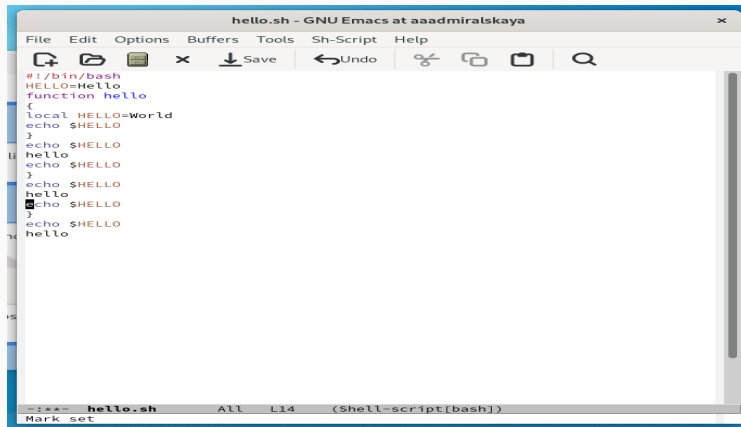 hello.sh - GNU Emacs at aaadmiralskaya ×
File Edit Options Buffers Tools Sh-Script Help
Save Undo
#!/bin/bash
HELLO=Hello
function hello
{
local HELLO=World
echo $HELLO
}
echo $HELLO
hello
echo $HELLO
}
echo $HELLO
hello
echo $HELLO
}
echo $HELLO
hello
-:**- hello.sh All L14 (Shell-script[bash])
Mark set